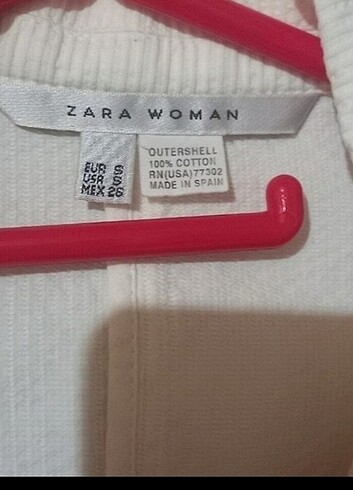 ZARA WOMAN
EUR S
USA S
MEX 26
OUTERSHELL
100% COTTON
RN(USA)77302
MADE IN SPAIN